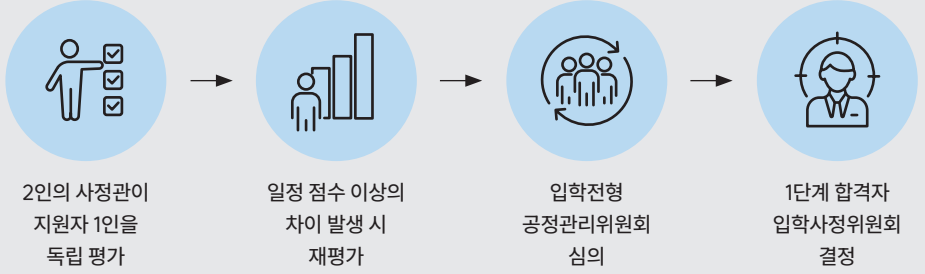 2인의 사정관이
지원자 1인을
독립 평가
일정 점수 이상의
차이 발생 시
재평가
입학전형
공정관리위원회
심의
1단계 합격자
입학사정위원회
결정